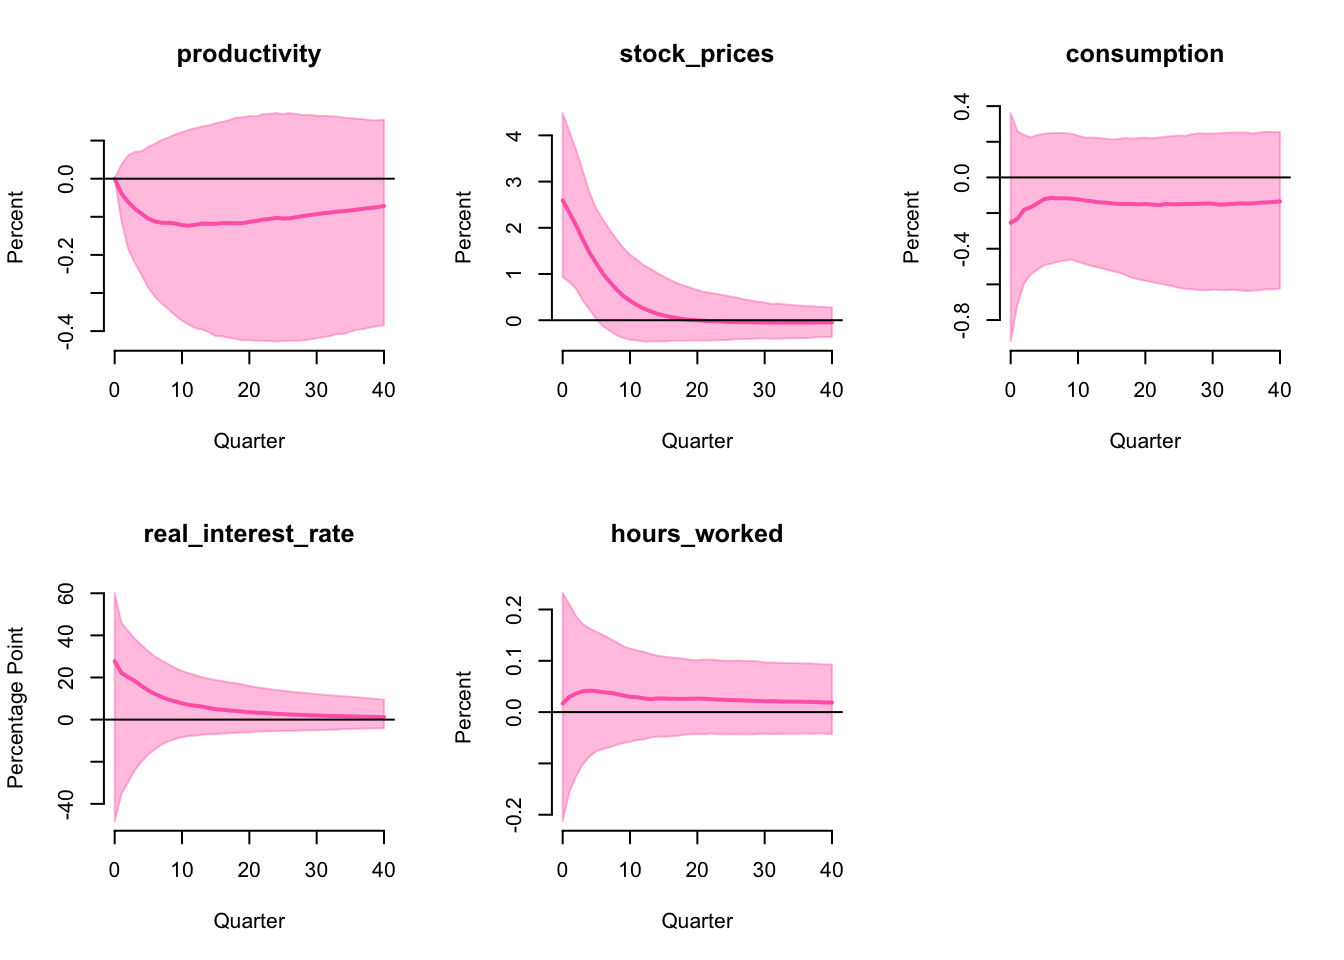 productivity
Percent
0.0
-0.2
-0.4
0 10 20 30 40
Quarter
stock_prices
Percent
4
3
2
1
0
0 10 20 30 40
Quarter
consumption
Percent
0.4
0.0
-0.4
-0.8
0 10 20 30 40
Quarter
real_interest_rate
Percentage Point
60
40
20
0
-40
0 10 20 30 40
Quarter
hours_worked
Percent
0.2
0.1
0.0
-0.2
0 10 20 30 40
Quarter